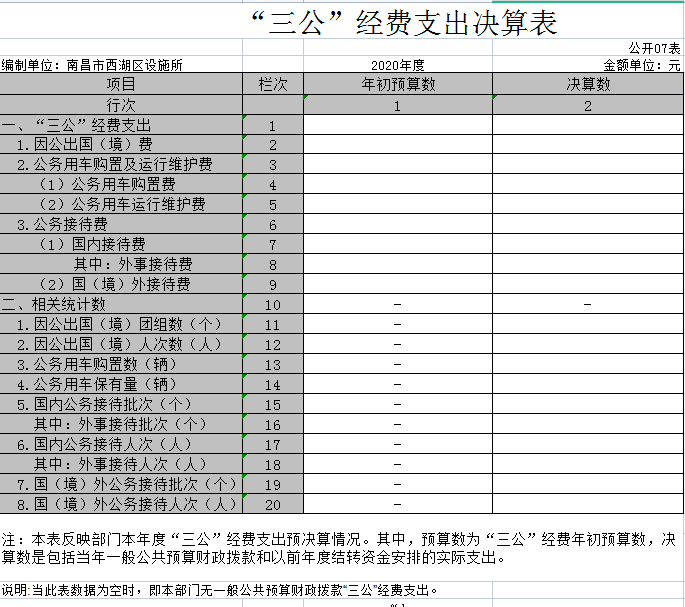 “三公”经费支出决算表
公开07表
编制单位：南昌市西湖区设施所 2020年度 金额单位：元
项目 栏次 年初预算数 决算数
行次 1 2
一、“三公”经费支出 1
1.因公出国（境）费 2
2.公务用车购置及运行维护费 3
（1）公务用车购置费 4
（2）公务用车运行维护费 5
3.公务接待费 6
（1）国内接待费 7
其中：外事接待费 8
（2）国（境）外接待费 9
二、相关统计数 10 — —
1.因公出国（境）团组数（个） 11 —
2.因公出国（境）人次数（人） 12 —
3.公务用车购置数（辆） 13 —
4.公务用车保有量（辆） 14 —
5.国内公务接待批次（个） 15 —
其中：外事接待批次（个） 16 —
6.国内公务接待人次（人） 17 —
其中：外事接待人次（人） 18 —
7.国（境）外公务接待批次（个） 19 —
8.国（境）外公务接待人次（人） 20 —
注：本表反映部门本年度“三公”经费支出预决算情况。其中，预算数为“三公”经费年初预算数，决
算数是包括当年一般公共预算财政拨款和以前年度结转资金安排的实际支出。
说明:当此表数据为空时，即本部门无一般公共预算财政拨款“三公”经费支出。